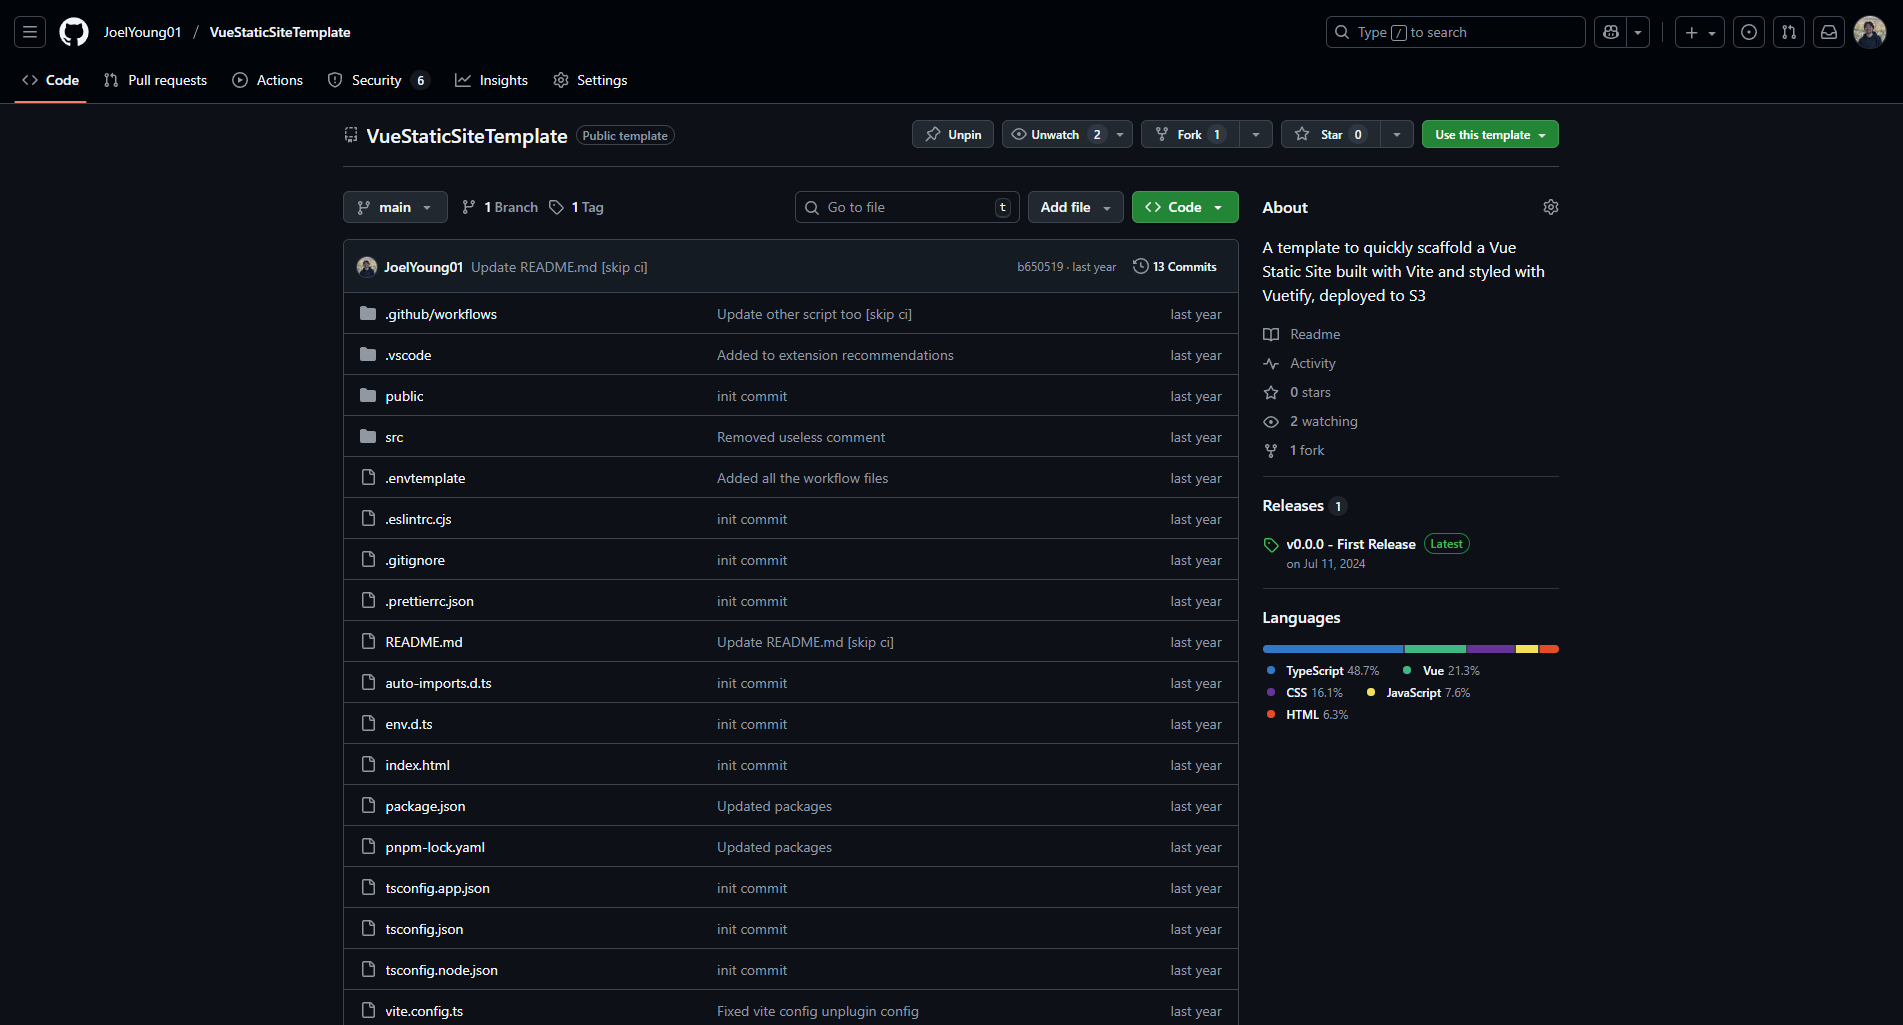 JoelYoung01 / VueStaticSiteTemplate
Type / to search
Code Pull requests Actions Security 6 Insights Settings
VueStaticSiteTemplate Public template
Unpin Unwatch 2 Fork 1 Star 0 Use this template
main 1 Branch 1 Tag Go to file t Add file Code
JoelYoung01 Update README.md [skip ci] b650519 · last year 13 Commits
.github/workflows Update other script too [skip ci] last year
.vscode Added to extension recommendations last year
public init commit last year
src Removed useless comment last year
.envtemplate Added all the workflow files last year
.eslintrc.cjs init commit last year
.gitignore init commit last year
.prettierrc.json init commit last year
README.md Update README.md [skip ci] last year
auto-imports.d.ts init commit last year
env.d.ts init commit last year
index.html init commit last year
package.json Updated packages last year
pnpm-lock.yaml Updated packages last year
tsconfig.app.json init commit last year
tsconfig.json init commit last year
tsconfig.node.json init commit last year
vite.config.ts Fixed vite config unplugin config last year
About
A template to quickly scaffold a Vue
Static Site built with Vite and styled with
Vuetify, deployed to S3
Readme
Activity
0 stars
2 watching
1 fork
Releases 1
v0.0.0 - First Release Latest
on Jul 11, 2024
Languages
TypeScript 48.7% Vue 21.3%
CSS 16.1% JavaScript 7.6%
HTML 6.3%